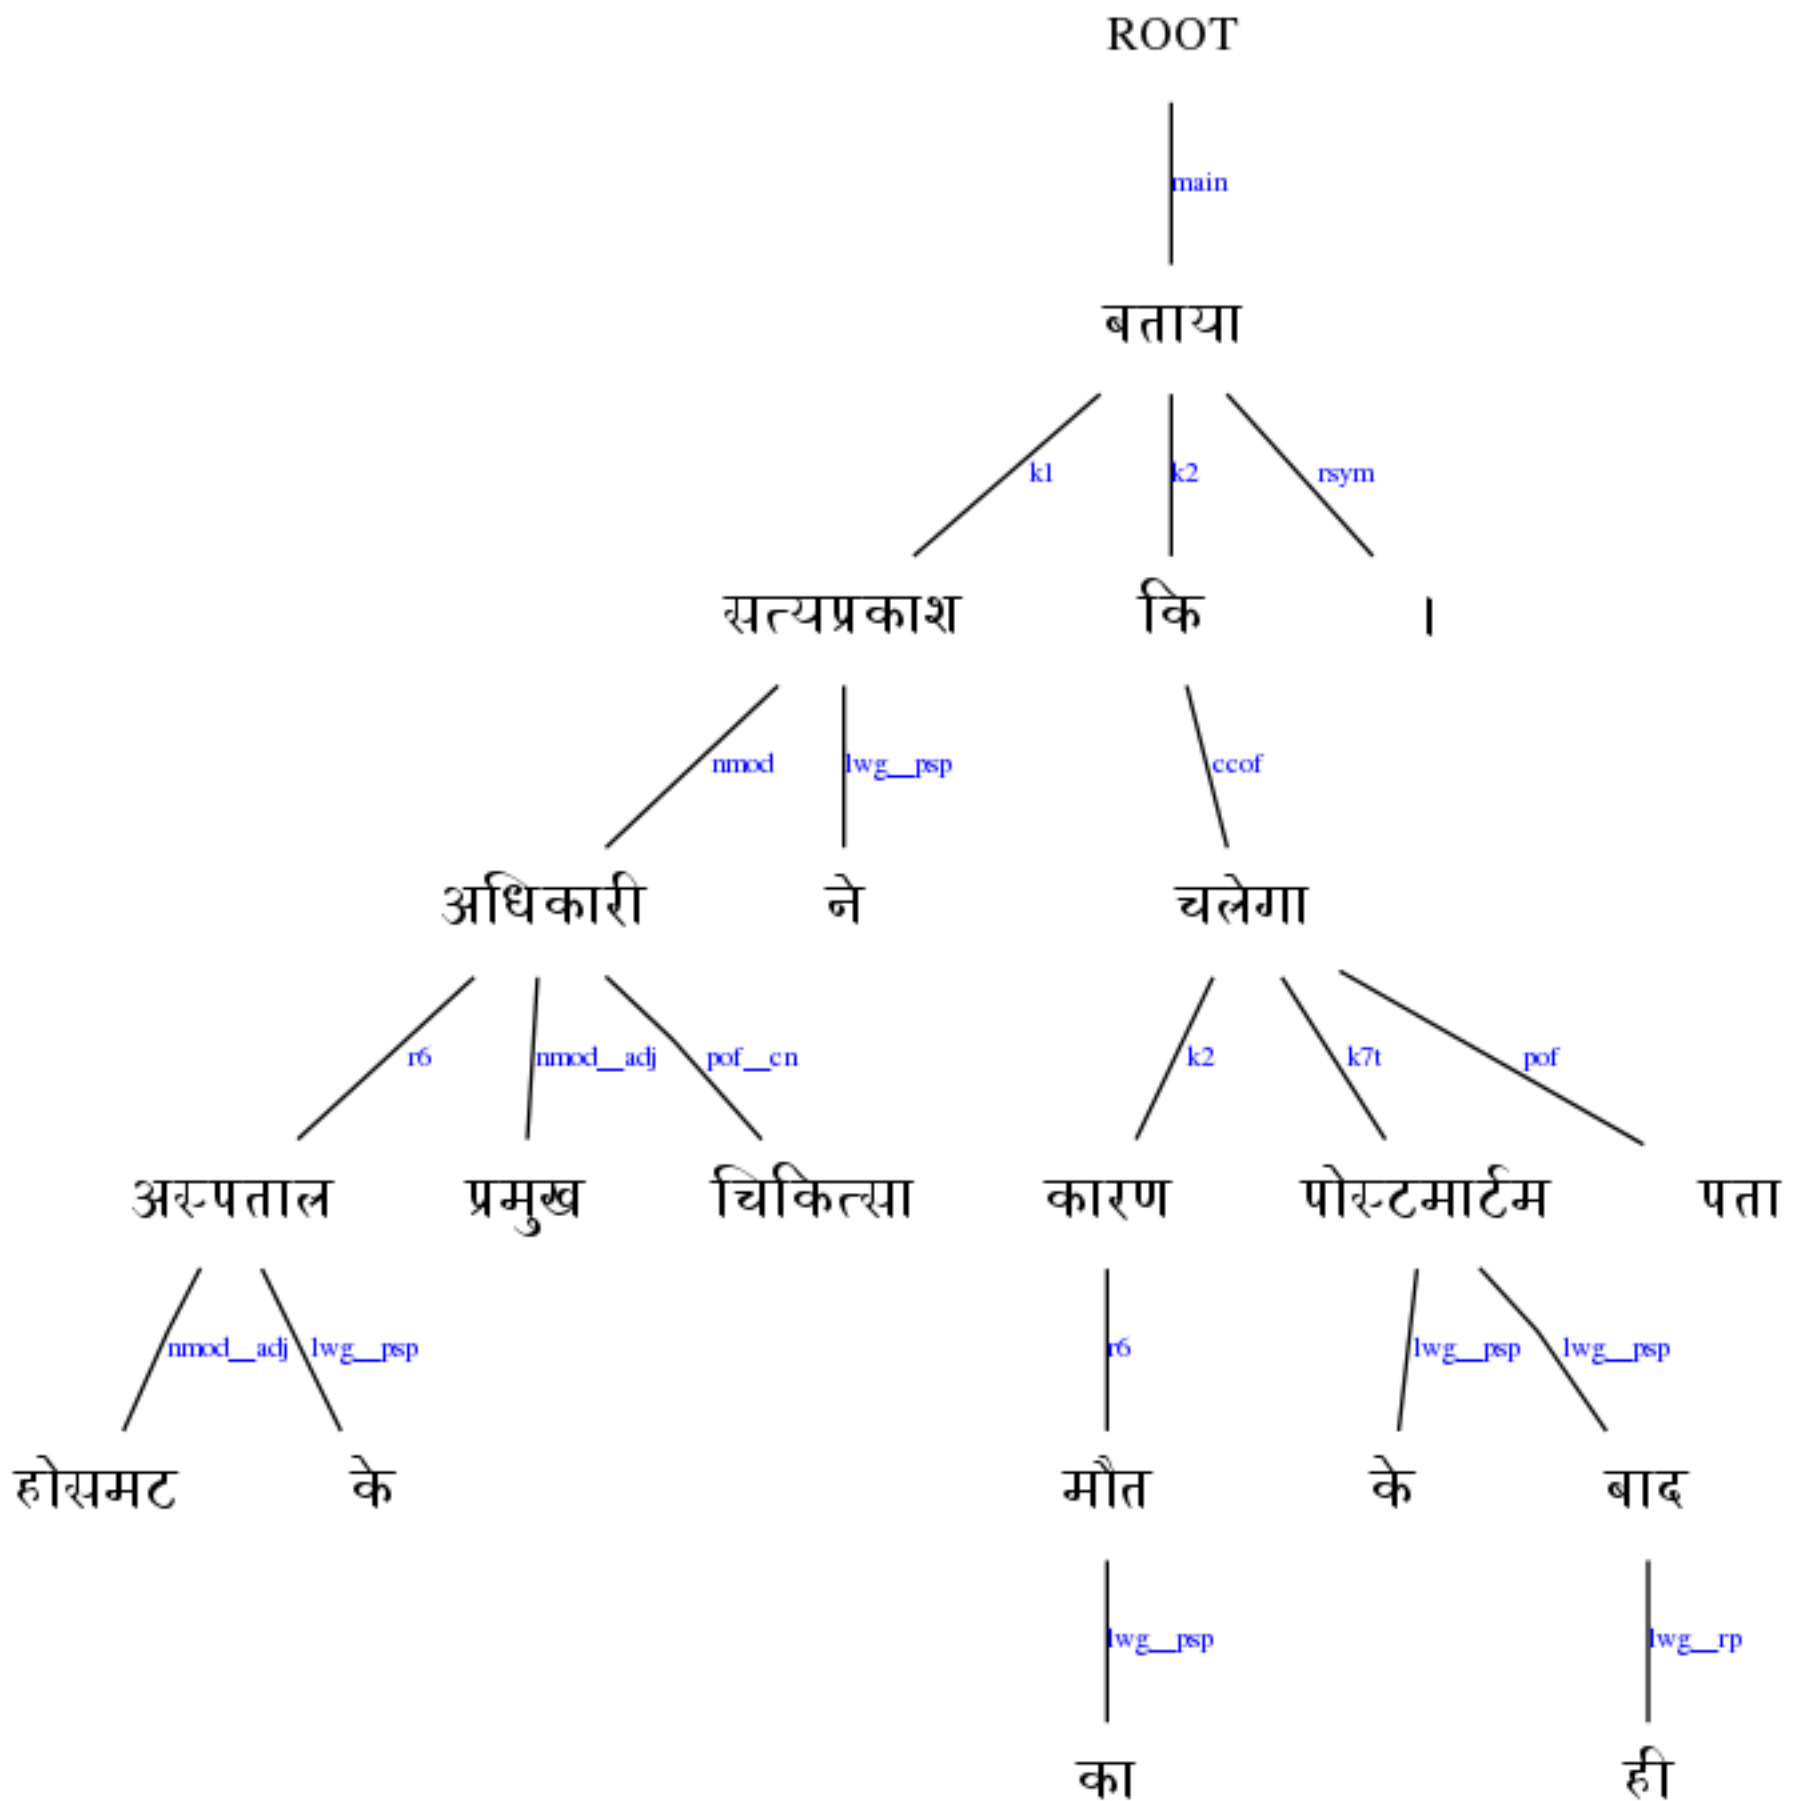 ROOT
main
बताया
k1 k2 rsym
सत्यप्रकाश कि ।
nmod lwg__psp ccof
अधिकारी ने चलेगा
r6 nmod__adj pof__cn k2 k7t pof
अस्पताल प्रमुख चिकित्सा कारण पोस्टमार्टम पता
nmod__adj lwg__psp r6 lwg__psp lwg__psp
होसमट के मौत के बाद
lwg__psp lwg__rp
का ही